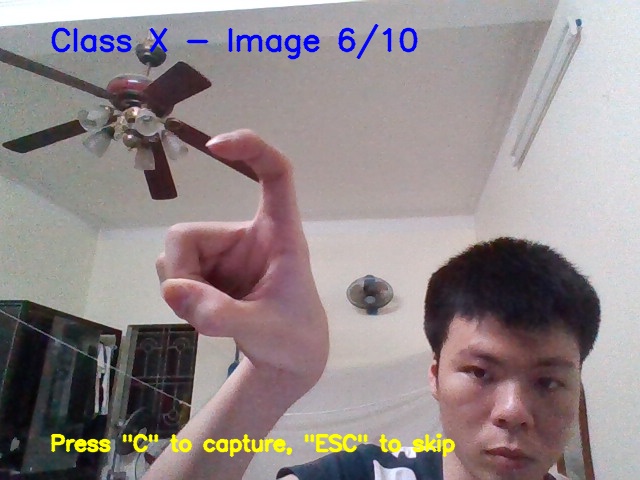 Class X - Image 6/10
Press "C" to capture, "ESC" to skip